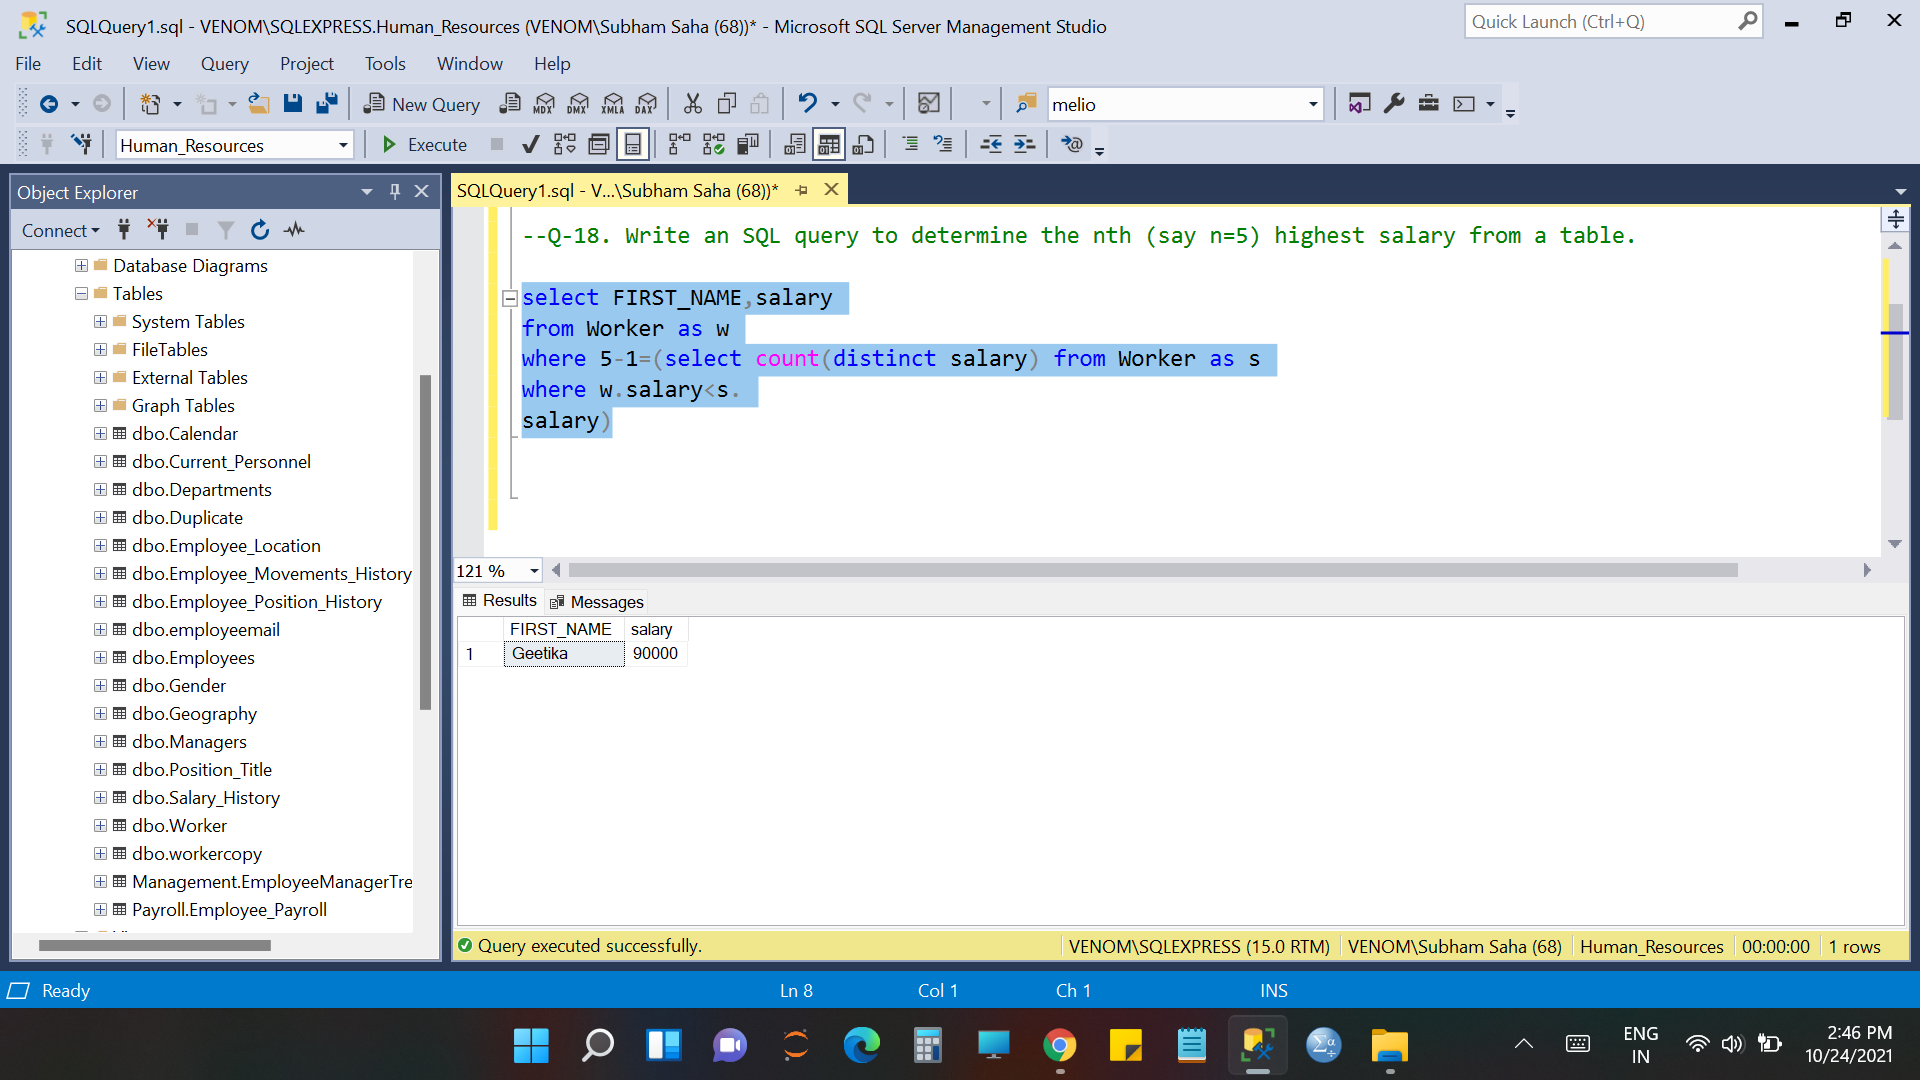 SQLQuery1.sql - VENOM\SQLEXPRESS.Human_Resources (VENOM\Subham Saha (68))* - Microsoft SQL Server Management Studio
Quick Launch (Ctrl+Q)
File Edit View Query Project Tools Window Help
New Query MDX DMX XMLA DAX melio
Human_Resources Execute
Object Explorer
Connect
Database Diagrams
Tables
System Tables
FileTables
External Tables
Graph Tables
dbo.Calendar
dbo.Current_Personnel
dbo.Departments
dbo.Duplicate
dbo.Employee_Location
dbo.Employee_Movements_History
dbo.Employee_Position_History
dbo.employeemail
dbo.Employees
dbo.Gender
dbo.Geography
dbo.Managers
dbo.Position_Title
dbo.Salary_History
dbo.Worker
dbo.workercopy
Management.EmployeeManagerTre
Payroll.Employee_Payroll
SQLQuery1.sql - V...\Subham Saha (68))*
--Q-18. Write an SQL query to determine the nth (say n=5) highest salary from a table.
select FIRST_NAME,salary
from Worker as w
where 5-1=(select count(distinct salary) from Worker as s
where w.salary<s.
salary)
121 %
Results Messages
FIRST_NAME salary
1 Geetika 90000
Query executed successfully. VENOM\SQLEXPRESS (15.0 RTM) VENOM\Subham Saha (68) Human_Resources 00:00:00 1 rows
Ready Ln 8 Col 1 Ch 1 INS
ENG
IN
2:46 PM
10/24/2021